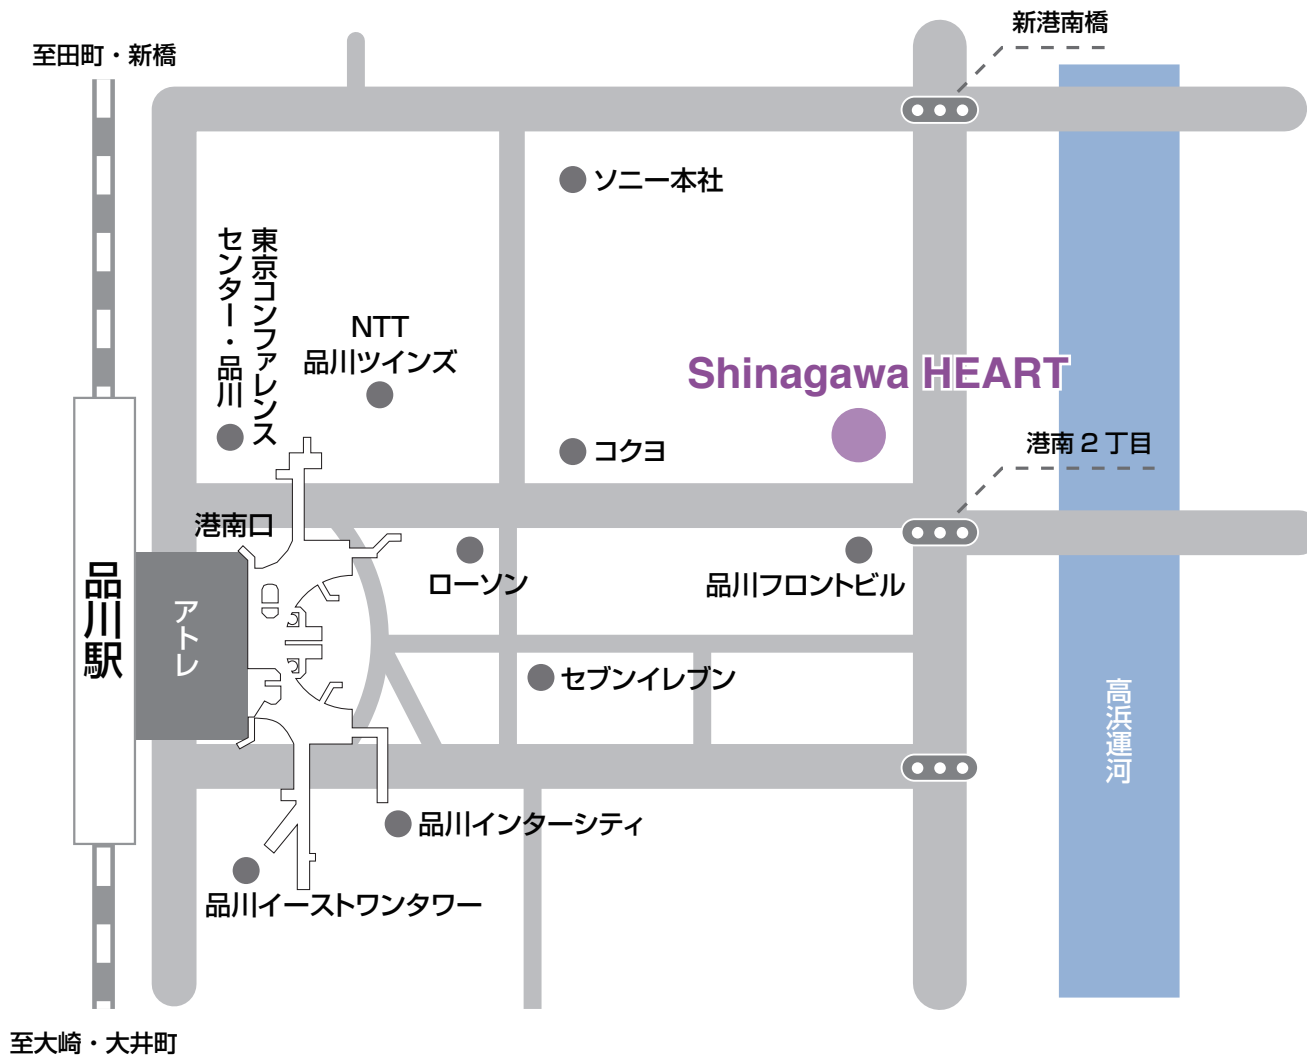 新港南橋
至田町・新橋
ソニー本社
東京コンファレンス
センター・品川
NTT
品川ツインズ
Shinagawa HEART
港南2丁目
コクヨ
港南口
ローソン
品川フロントビル
品川駅
アトレ
セブンイレブン
高浜運河
品川インターシティ
品川イーストワンタワー
至大崎・大井町